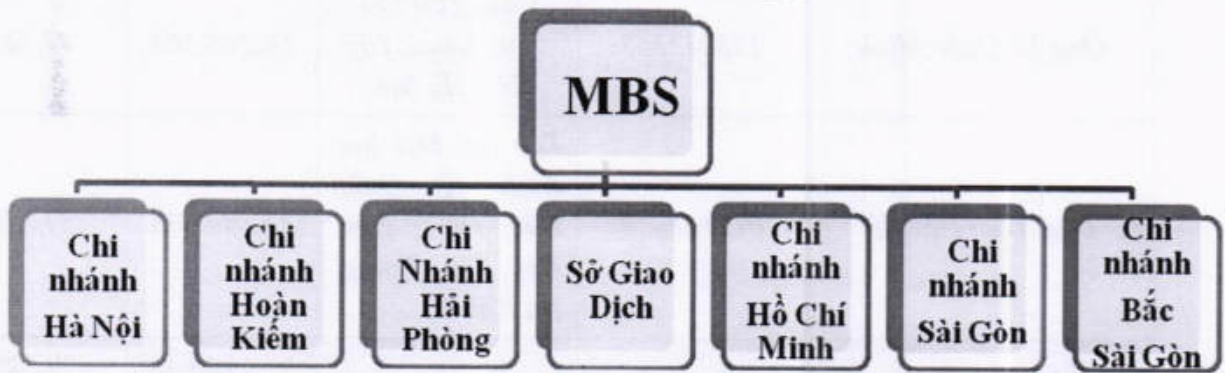 MBS
Chi
nhánh
Hà Nội
Chi
nhánh
Hoàn
Kiếm
Chi
Nhánh
Hải
Phòng
Sở Giao
Dịch
Chi
nhánh
Hồ Chí
Minh
Chi
nhánh
Sài Gòn
Chi
nhánh
Bắc
Sài Gòn